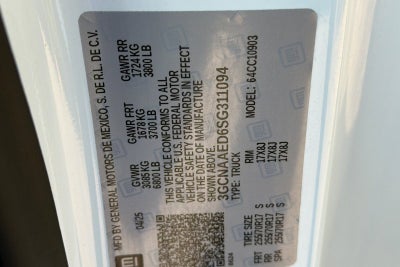 MFD BY GENERAL MOTORS DE MEXICO, S. DE R.L. DE C.V.
04/25 GVWR GAWR FRT GAWR RR
3085 KG 1678 KG 1724 KG
6800 LB 3700 LB 3800 LB
THIS VEHICLE CONFORMS TO ALL
APPLICABLE U.S. FEDERAL MOTOR
VEHICLE SAFETY STANDARDS IN EFFECT
ON THE DATE OF MANUFACTURE
SHOWN ABOVE.
3GCNAAED6SG311094
TYPE: TRUCK MODEL: 64CC10903
TIRE SIZE RIM
FRT 255/70R17 S 17X8J
RR 255/70R17 S 17X8J
SPA 255/70R17 S 17X8J
gm